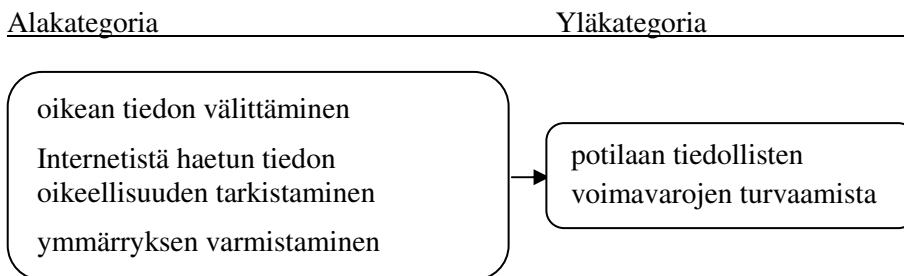 Alakategoria Yläkategoria
oikean tiedon välittäminen
Internetistä haetun tiedon
oikeellisuuden tarkistaminen
ymmärryksen varmistaminen
potilaan tiedollisten
voimavarojen turvaamista